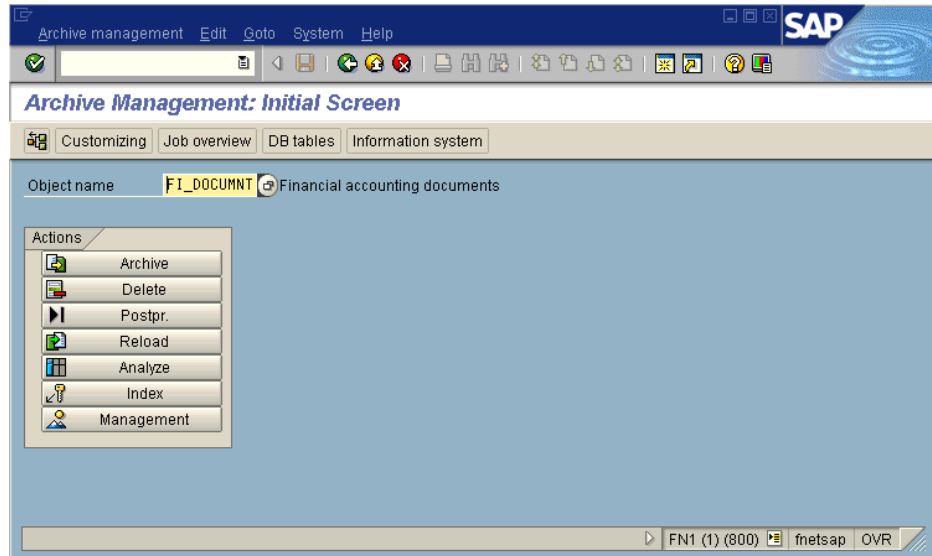 Archive management Edit Goto System Help
SAP
Archive Management: Initial Screen
Customizing Job overview DB tables Information system
Object name FI_DOCUMNT Financial accounting documents
Actions
Archive
Delete
Postpr.
Reload
Analyze
Index
Management
FN1 (1) (800) fnetsap OVR